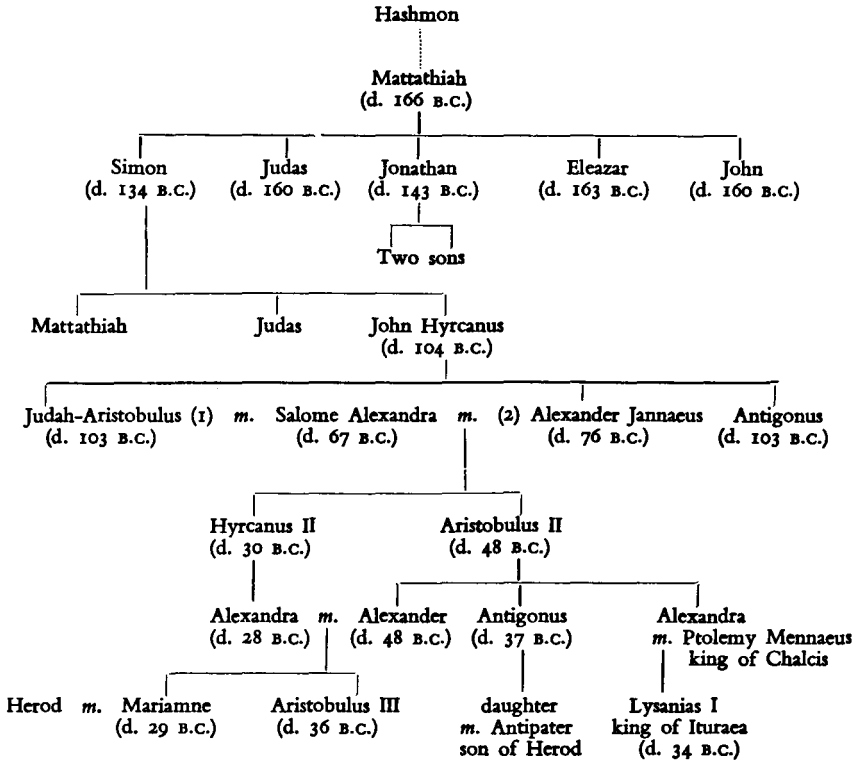 Hashmon
Mattathiah
(d. 166 B.C.)
Simon Judas Jonathan Eleazar John
(d. 134 B.C.) (d. 160 B.C.) (d. 143 B.C.) (d. 163 B.C.) (d. 160 B.C.)
Two sons
Mattathiah Judas John Hyrcanus
(d. 104 B.C.)
Judah-Aristobulus (1) m. Salome Alexandra m. (2) Alexander Jannaeus Antigonus
(d. 103 B.C.) (d. 67 B.C.) (d. 76 B.C.) (d. 103 B.C.)
Hyrcanus II Aristobulus II
(d. 30 B.C.) (d. 48 B.C.)
Alexandra m. Alexander Antigonus Alexandra
(d. 28 B.C.) (d. 48 B.C.) (d. 37 B.C.) m. Ptolemy Mennaeus
king of Chalcis
Herod m. Mariamne Aristobulus III daughter Lysanias I
(d. 29 B.C.) (d. 36 B.C.) m. Antipater king of Ituraea
son of Herod (d. 34 B.C.)